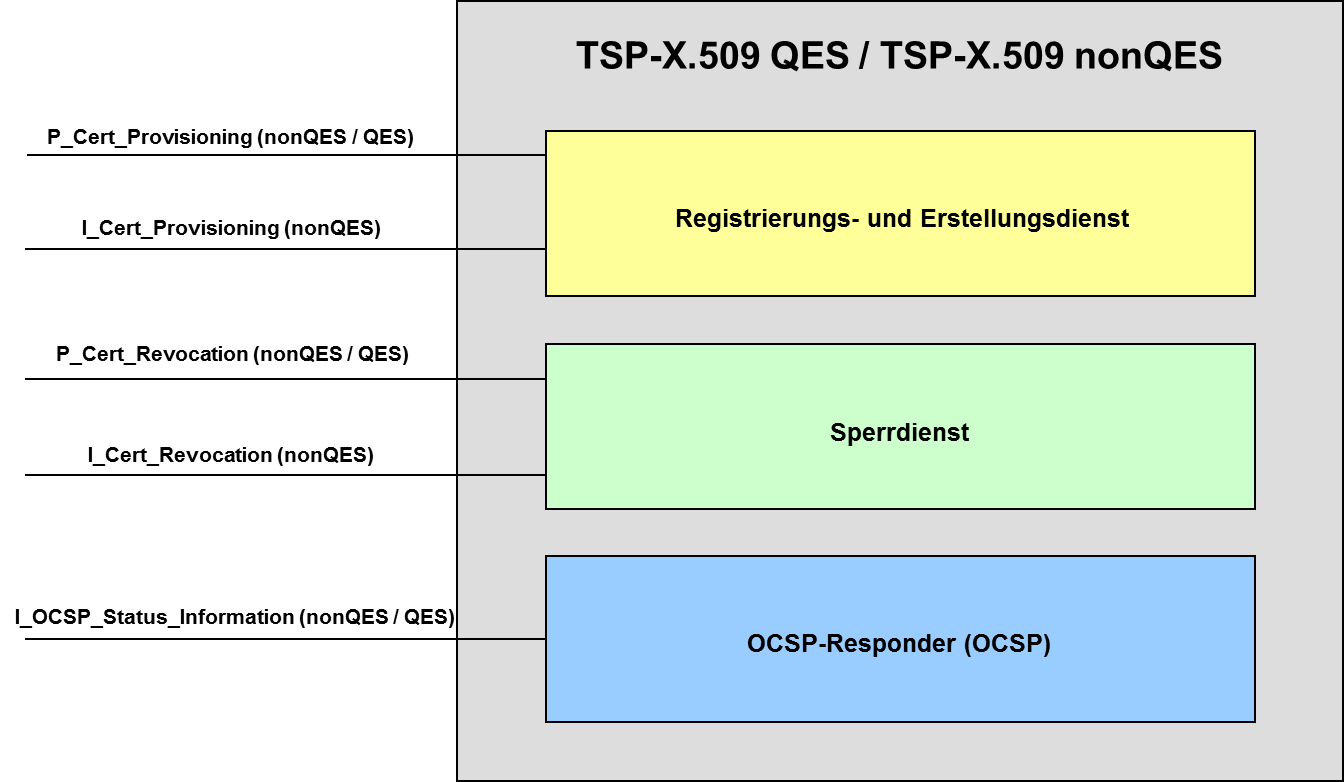 TSP-X.509 QES / TSP-X.509 nonQES
P_Cert_Provisioning (nonQES / QES)
I_Cert_Provisioning (nonQES)
Registrierungs- und Erstellungsdienst
P_Cert_Revocation (nonQES / QES)
I_Cert_Revocation (nonQES)
Sperrdienst
I_OCSP_Status_Information (nonQES / QES)
OCSP-Responder (OCSP)